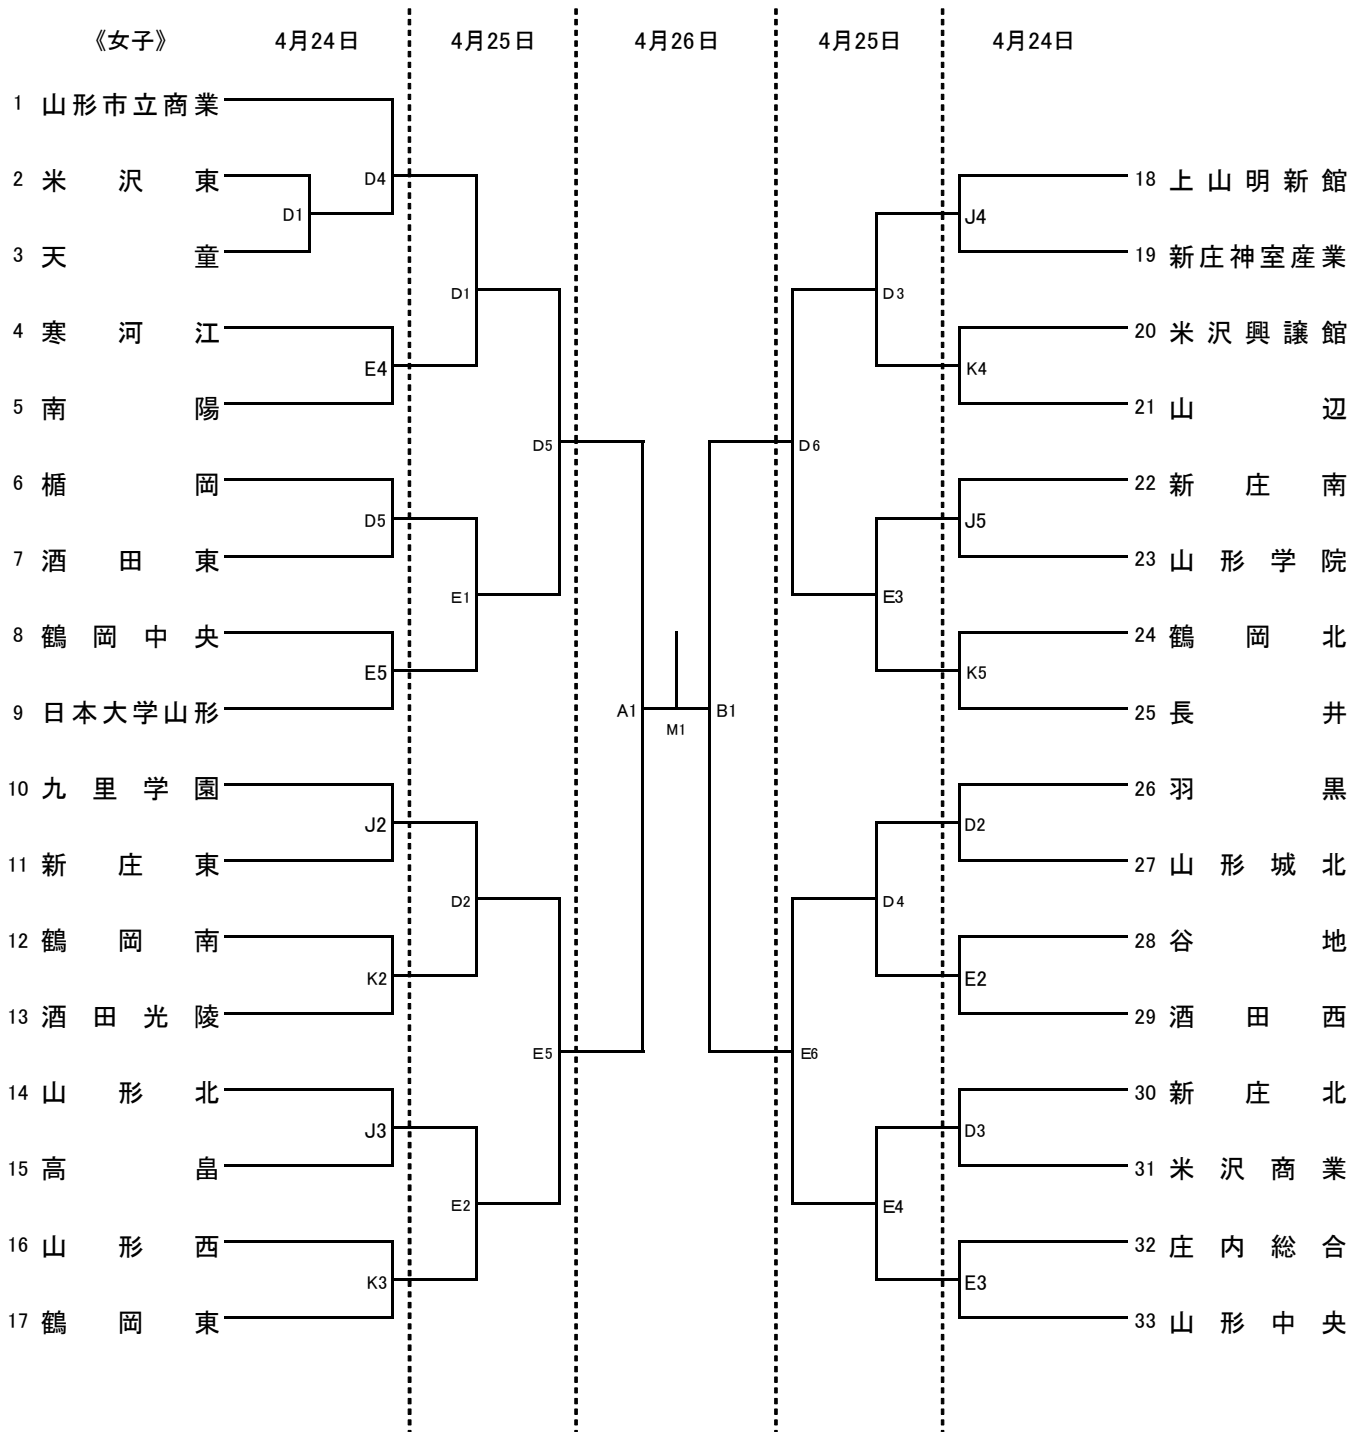 《女子》 4月24日 4月25日 4月26日 4月25日 4月24日
1 山形市立商業
2 米沢東 D4 18 上山明新館
D1 J4
3 天童 19 新庄神室産業
D1 D3
4 寒河江 20 米沢興譲館
E4 K4
5 南陽 21 山辺
D5 D6
6 楯岡 22 新庄南
D5 J5
7 酒田東 23 山形学院
E1 E3
8 鶴岡中央 24 鶴岡北
E5 K5
9 日本大学山形 A1 B1 25 長井
M1
10 九里学園 26 羽黒
J2 D2
11 新庄東 27 山形城北
D2 D4
12 鶴岡南 28 谷地
K2 E2
13 酒田光陵 29 酒田西
E5 E6
14 山形北 30 新庄北
J3 D3
15 高畠 31 米沢商業
E2 E4
16 山形西 32 庄内総合
K3 E3
17 鶴岡東 33 山形中央